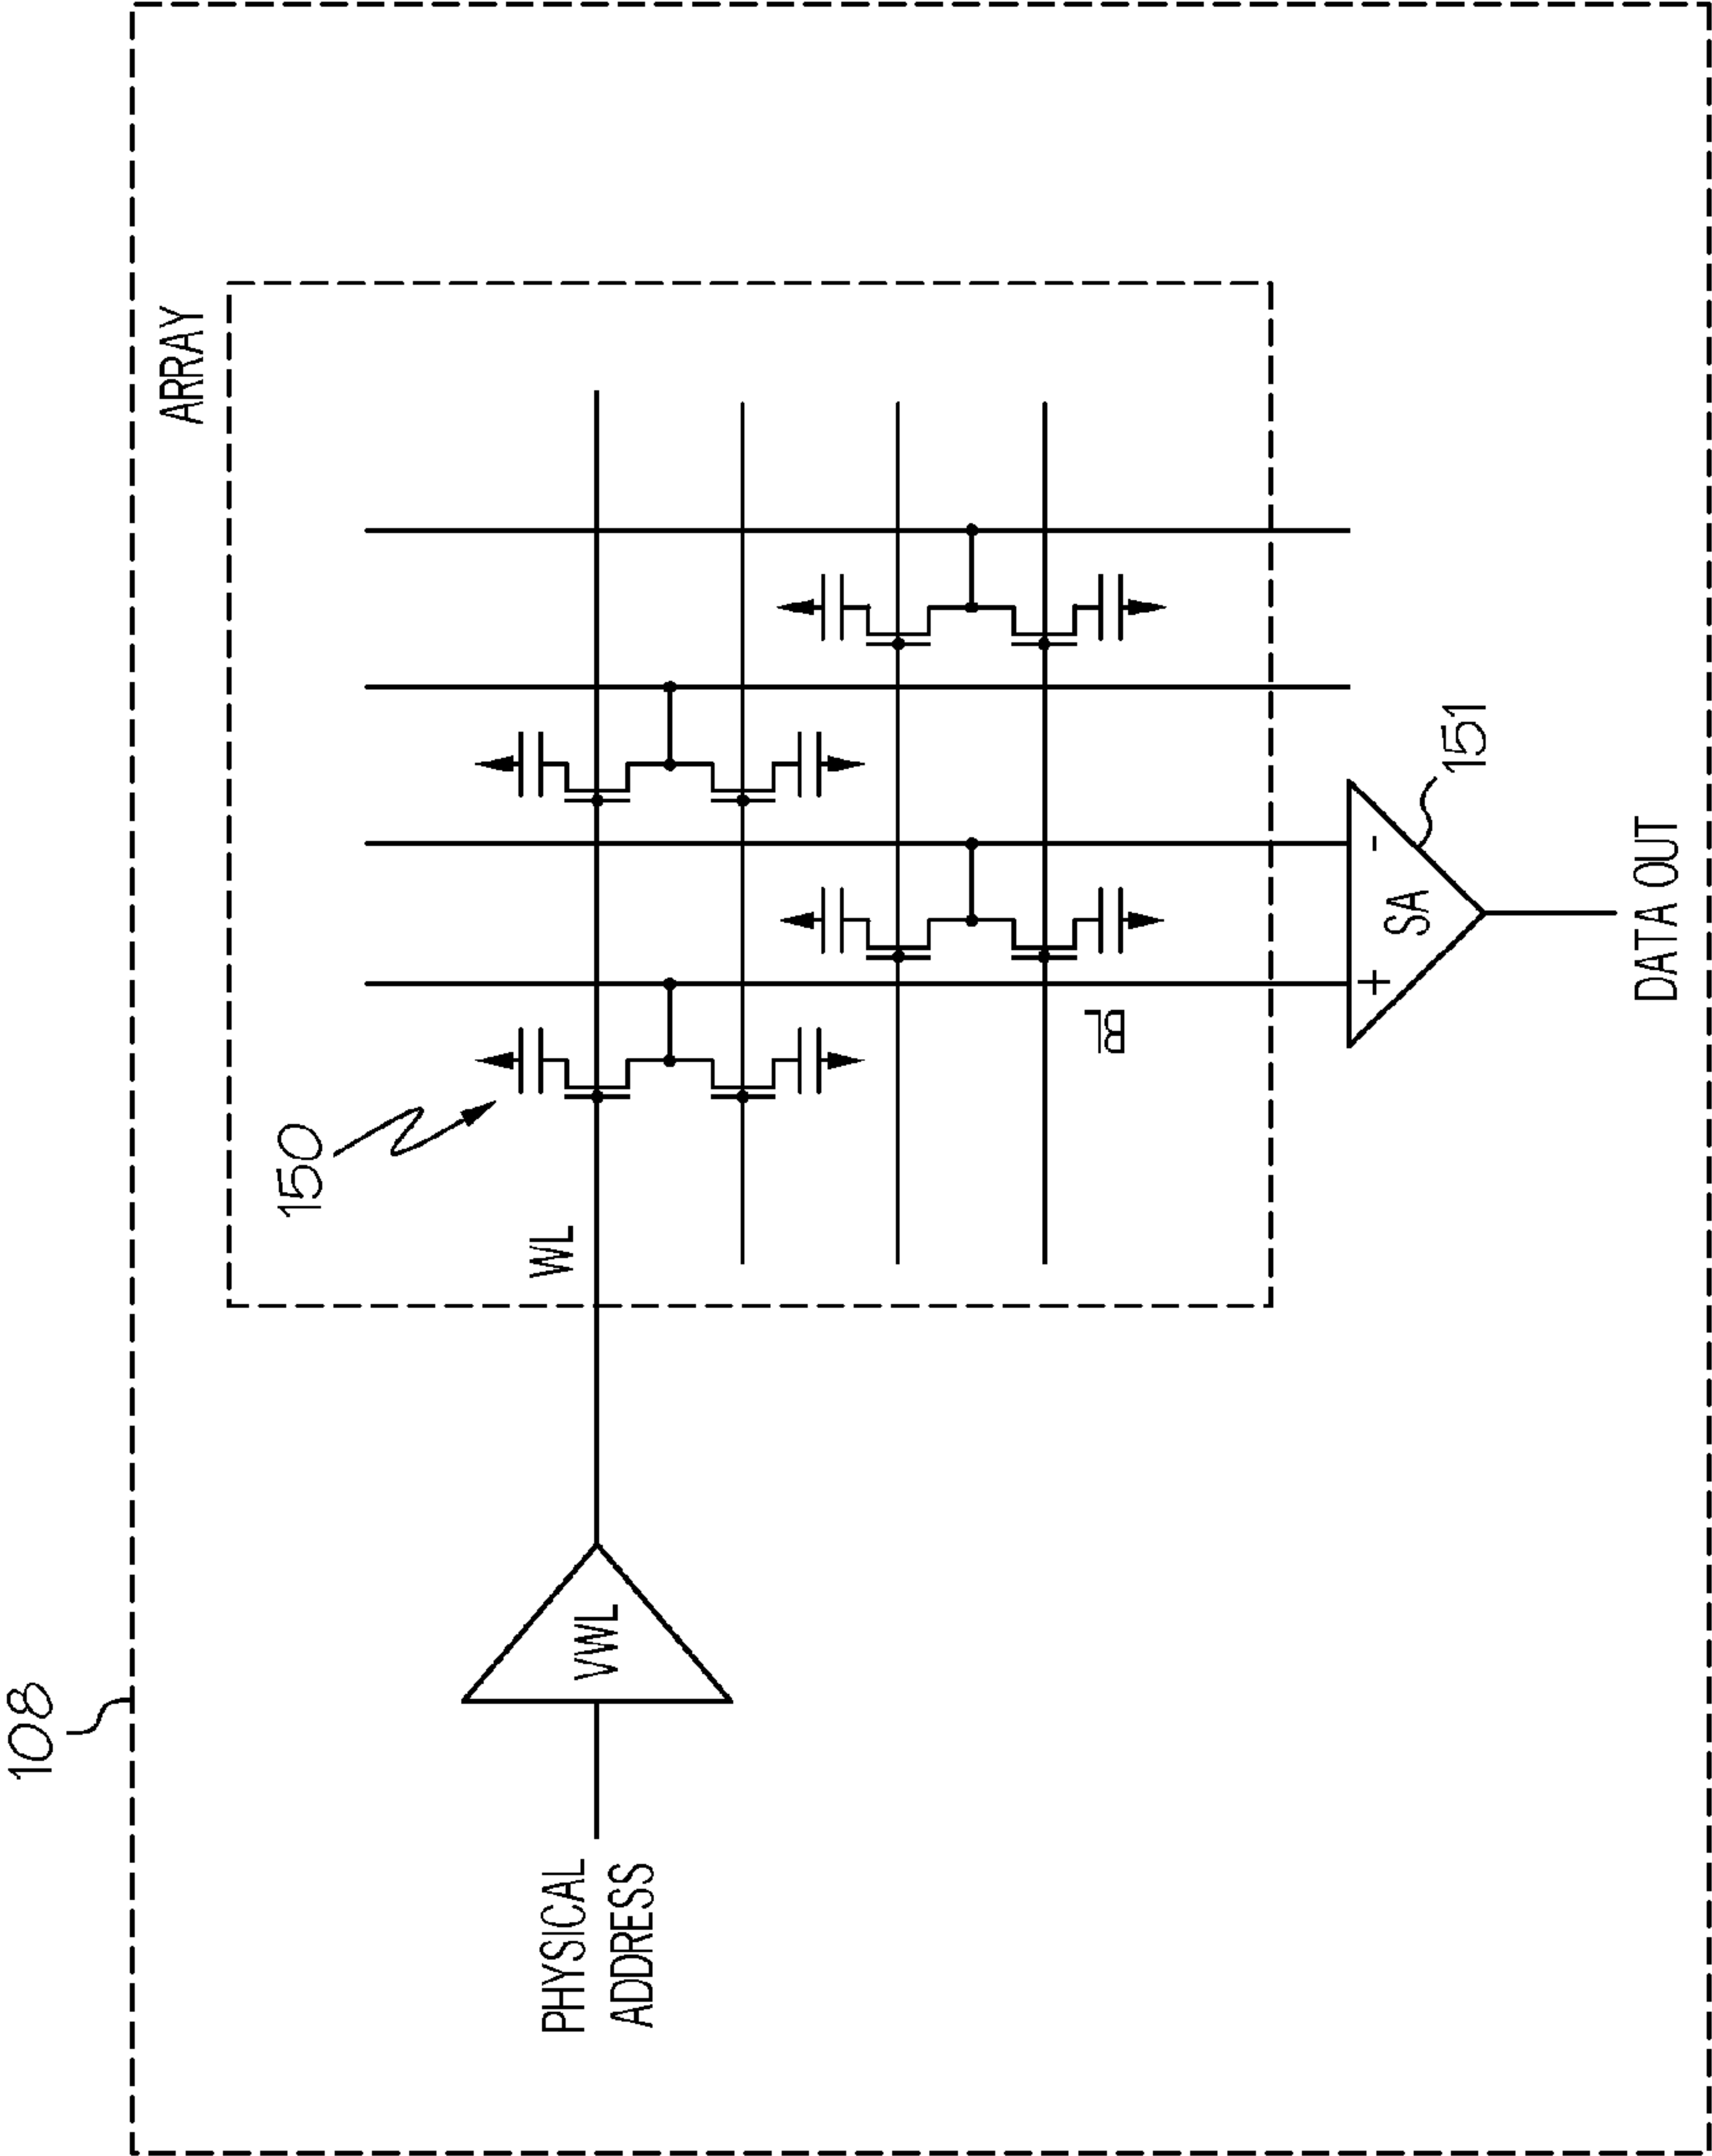 108
ARRAY
150
WL
VWL
PHYSICAL
ADDRESS
BL
+
-
SA
151
DATA OUT